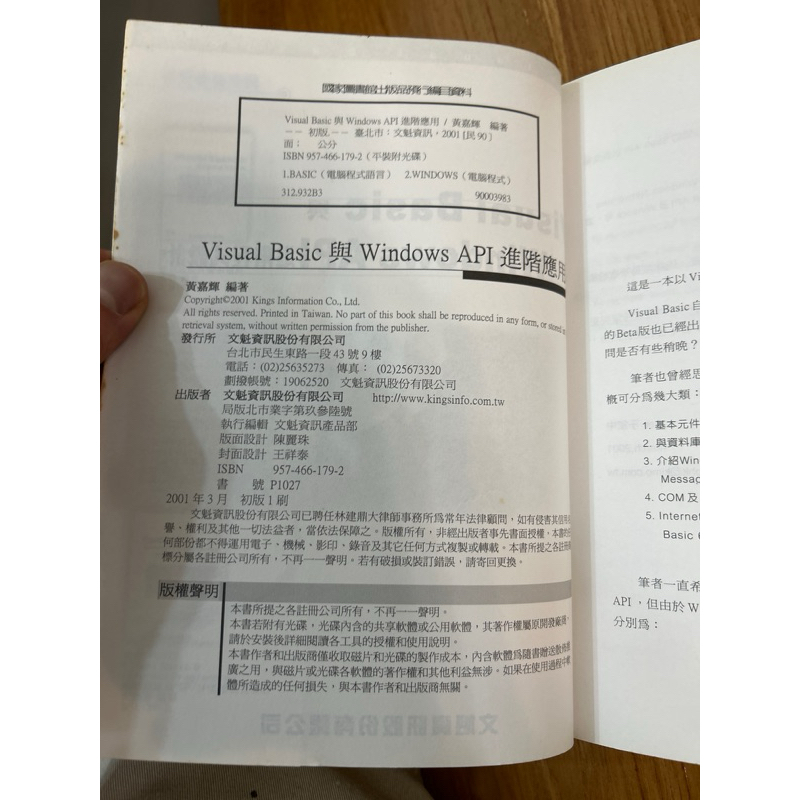 國家圖書館出版品預行編目資料
Visual Basic 與 Windows API 進階應用 / 黃嘉輝 編著
－－ 初版.－－ 臺北市：文魁資訊，2001 [民 90]
面： 公分
ISBN 957-466-179-2（平裝附光碟）
1.BASIC（電腦程式語言） 2.WINDOWS（電腦程式）
312.932B3 90003983
Visual Basic 與 Windows API 進階應用
黃嘉輝 編著
Copyright©2001 Kings Information Co., Ltd.
All rights reserved. Printed in Taiwan. No part of this book shall be reproduced in any form, or stored in
retrieval system, without written permission from the publisher.
發行所 文魁資訊股份有限公司
台北市民生東路一段 43 號 9 樓
電話：(02)25635273 傳真： (02)25673320
劃撥帳號：19062520 文魁資訊股份有限公司
出版者 文魁資訊股份有限公司 http://www.kingsinfo.com.tw
局版北市業字第玖參陸號
執行編輯 文魁資訊產品部
版面設計 陳麗珠
封面設計 王祥泰
ISBN 957-466-179-2
書 號 P1027
2001 年 3 月 初版 1 刷
文魁資訊股份有限公司已聘任林建鼎大律師事務所為常年法律顧問，如有侵害其信用
譽、權利及其他一切法益者，當依法保障之。版權所有，非經出版者事先書面授權，本書的
何部份都不得運用電子、機械、影印、錄音及其它任何方式複製或轉載。本書所提之各註冊
標分屬各註冊公司所有，不再一一聲明。若有破損或裝訂錯誤，請寄回更換。
版權聲明
本書所提之各註冊公司所有，不再一一聲明。
本書若附有光碟，光碟內含的共享軟體或公用軟體，其著作權屬原開發廠商，
請於安裝後詳細閱讀各工具的授權和使用說明。
本書作者和出版商僅收取磁片和光碟的製作成本，內含軟體為隨書贈送
廣之用，與磁片或光碟各軟體的著作權和其他利益無涉。如果在使用過程中
體所造成的任何損失，與本書作者和出版商無關。
這是一本以 Vi
Visual Basic 自
的Beta版也已經出
問是否有些稍晚？
筆者也曾經思
概可分為幾大類：
1. 基本元件
2. 與資料庫
3. 介紹Win
Messag
4. COM 及
5. Internet
Basic 6
筆者一直希
API ，但由於 W
分別為：